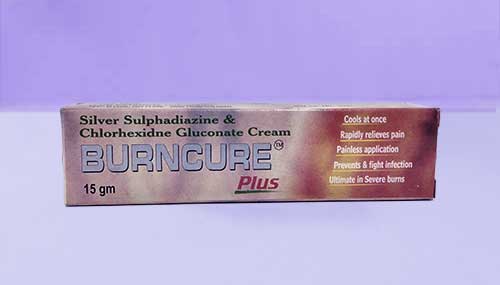 Silver Sulphadiazine &
Chlorhexidne Gluconate Cream
BURNCURE™
Plus
15 gm
Cools at once
Rapidly relieves pain
Painless application
Prevents & fight infection
Ultimate in Severe burns